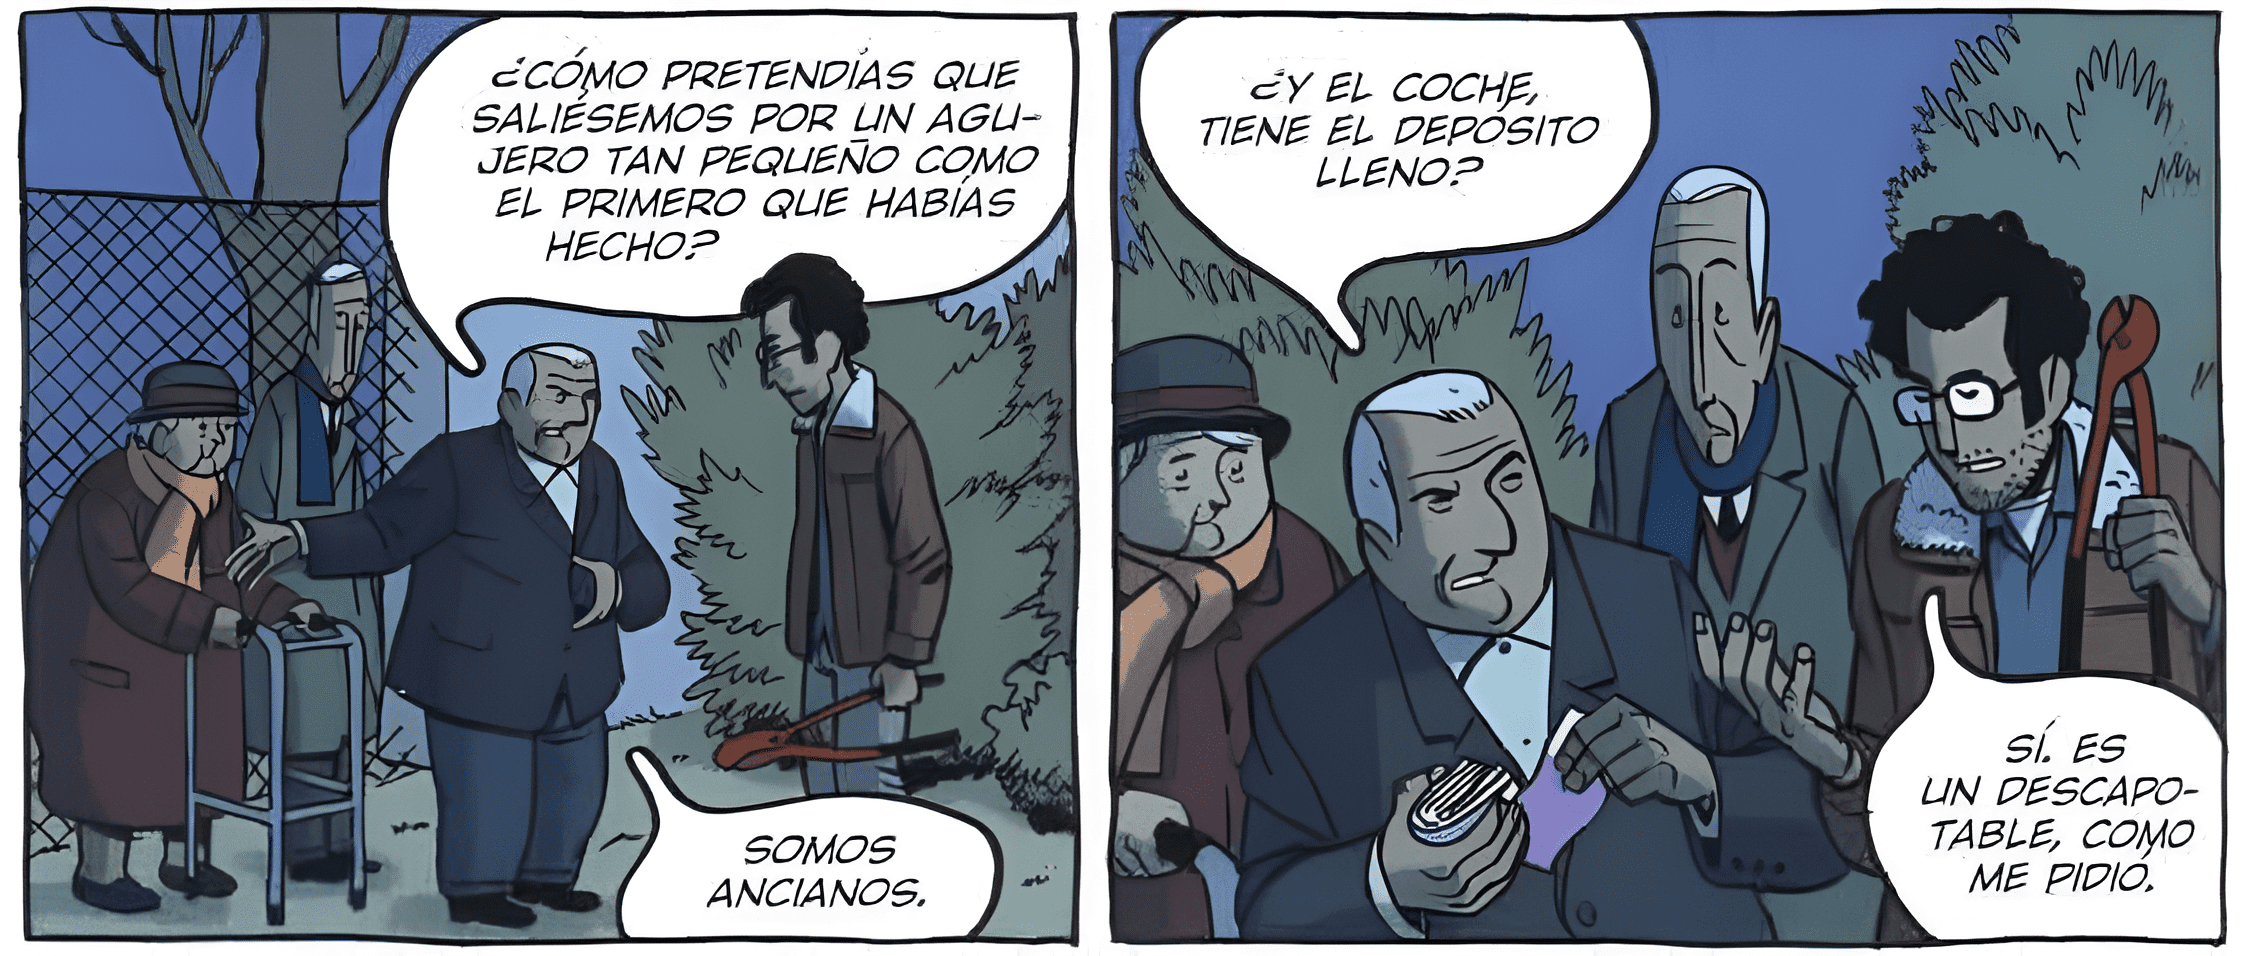 ¿CÓMO PRETENDÍAS QUE
SALIÉSEMOS POR UN AGU-
JERO TAN PEQUEÑO COMO
EL PRIMERO QUE HABÍAS
HECHO?
SOMOS
ANCIANOS.
¿Y EL COCHE,
TIENE EL DEPÓSITO
LLENO?
SÍ. ES
UN DESCAPO-
TABLE, COMO
ME PIDIÓ.